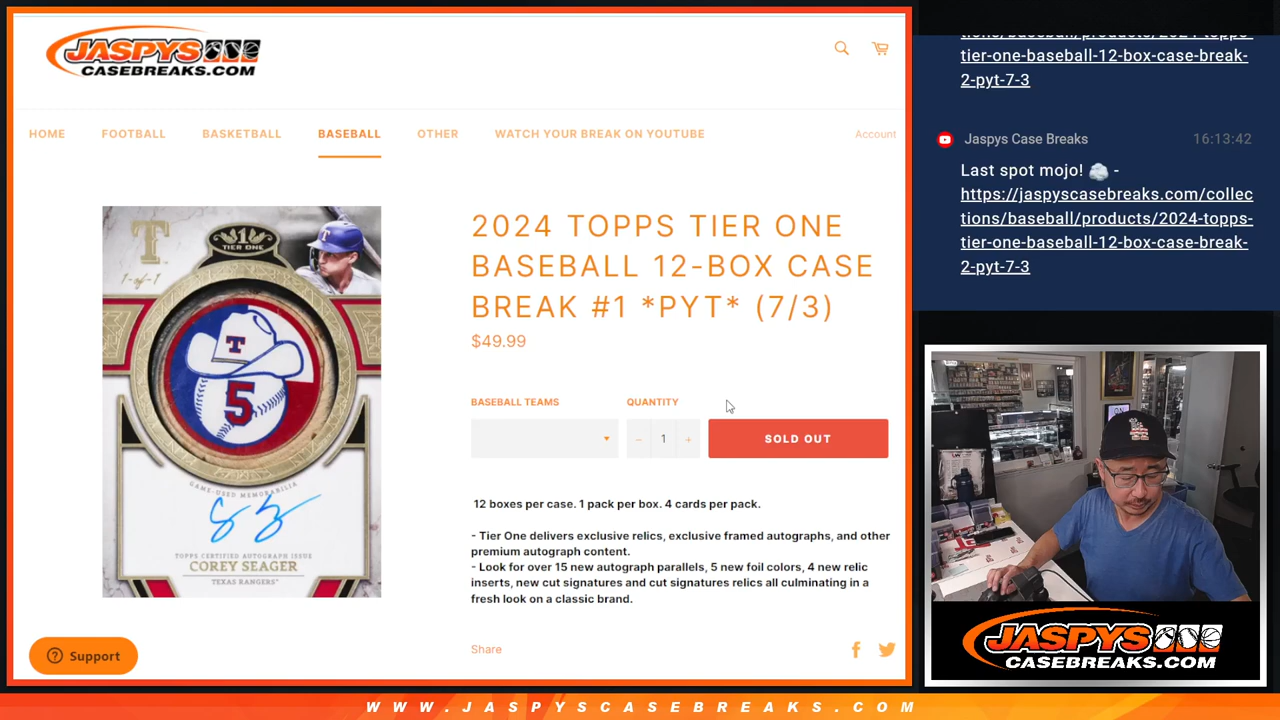 JASPYS
CASEBREAKS.COM
HOME FOOTBALL BASKETBALL BASEBALL OTHER WATCH YOUR BREAK ON YOUTUBE Account
T
1-of-1
1
TIER ONE
T
T
5
GAME-USED MEMORABILIA
TOPPS CERTIFIED AUTOGRAPH ISSUE
COREY SEAGER
TEXAS RANGERS
2024 TOPPS TIER ONE
BASEBALL 12-BOX CASE
BREAK #1 *PYT* (7/3)
$49.99
BASEBALL TEAMS QUANTITY
− 1 + SOLD OUT
12 boxes per case. 1 pack per box. 4 cards per pack.
- Tier One delivers exclusive relics, exclusive framed autographs, and other
premium autograph content.
- Look for over 15 new autograph parallels, 5 new foil colors, 4 new relic
inserts, new cut signatures and cut signatures relics all culminating in a
fresh look on a classic brand.
Share
Support
tions/baseball/products/2024-topps-
tier-one-baseball-12-box-case-break-
2-pyt-7-3
Jaspys Case Breaks 16:13:42
Last spot mojo! -
https://jaspyscasebreaks.com/collec
tions/baseball/products/2024-topps-
tier-one-baseball-12-box-case-break-
2-pyt-7-3
JASPYS
CASEBREAKS.COM
WWW.JASPYSCASEBREAKS.COM